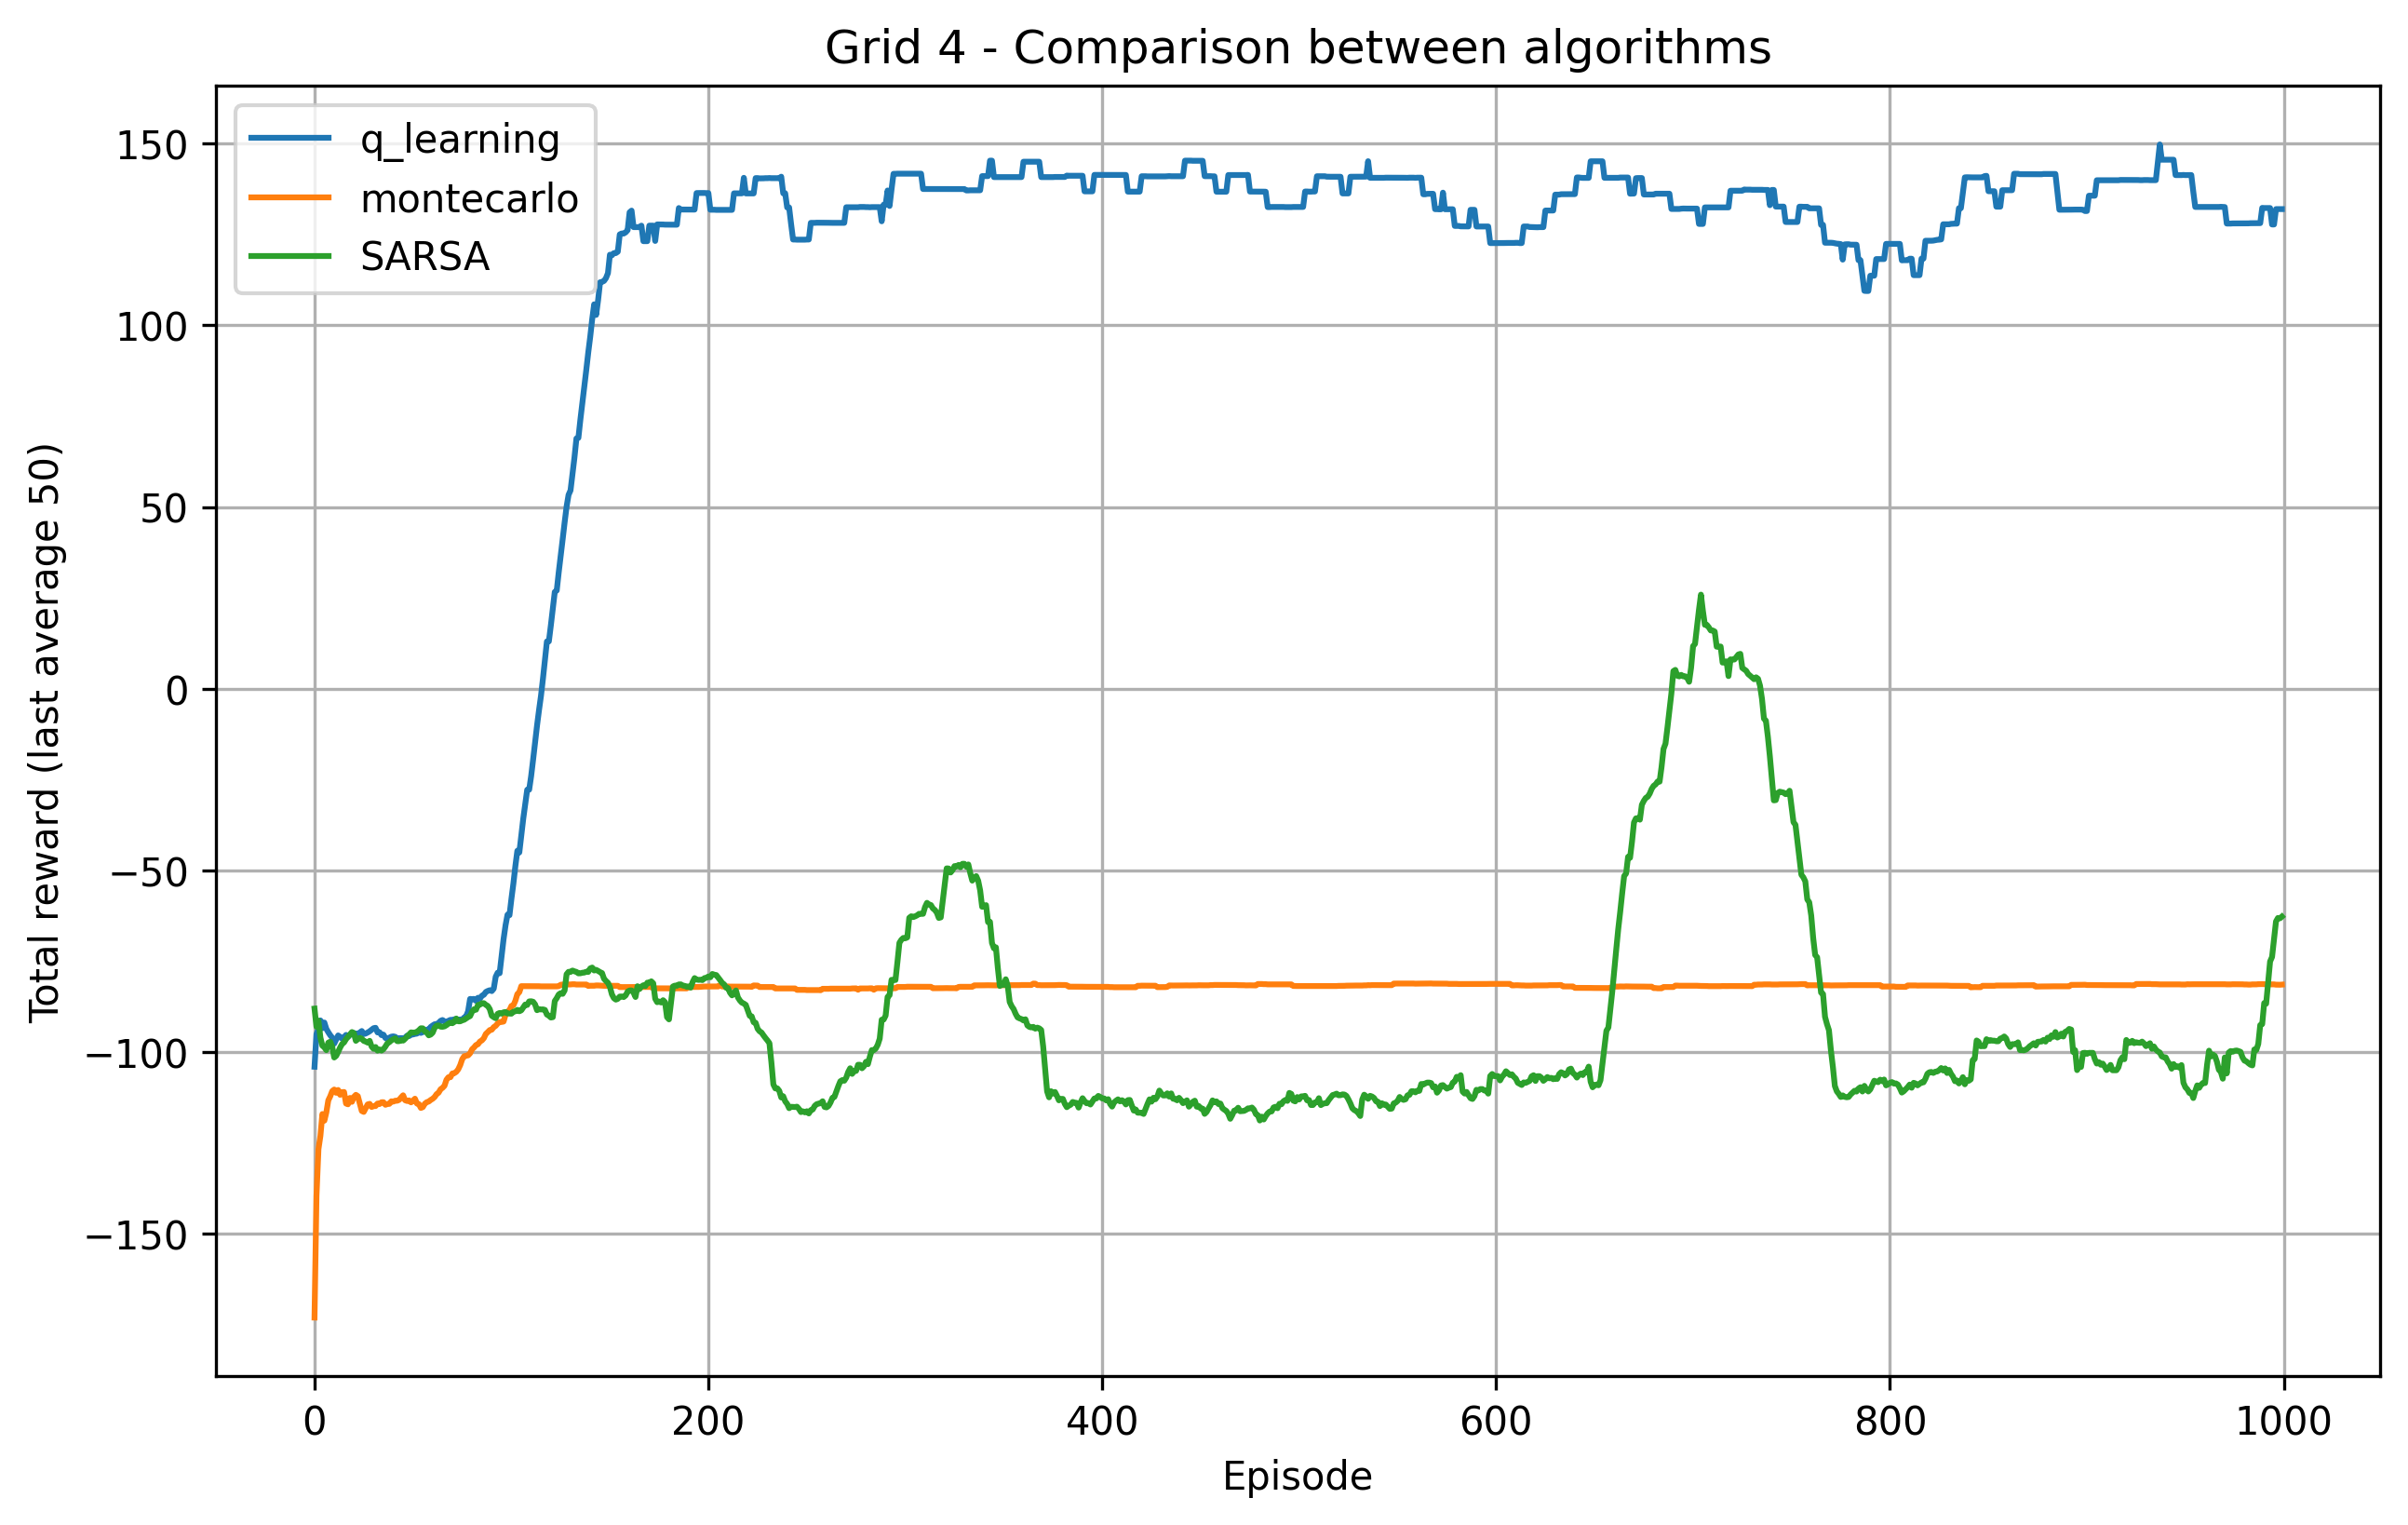 Grid 4 - Comparison between algorithms
q_learning
montecarlo
SARSA
Total reward (last average 50)
150
100
50
0
−50
−100
−150
0
200
400
600
800
1000
Episode